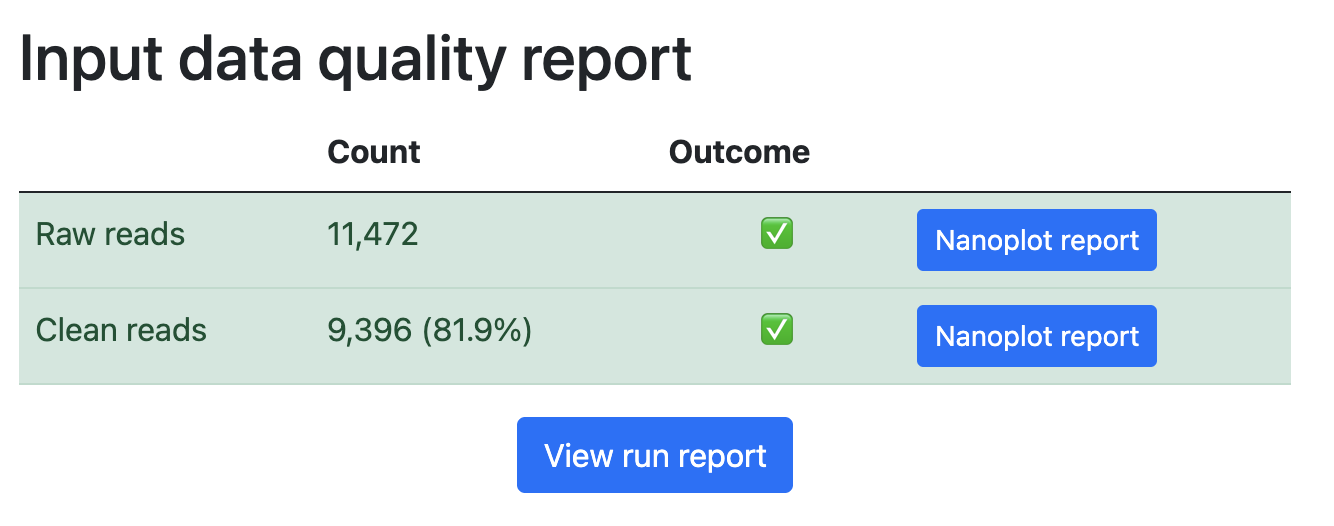 Input data quality report
Count Outcome
Raw reads 11,472 ✅ Nanoplot report
Clean reads 9,396 (81.9%) ✅ Nanoplot report
View run report